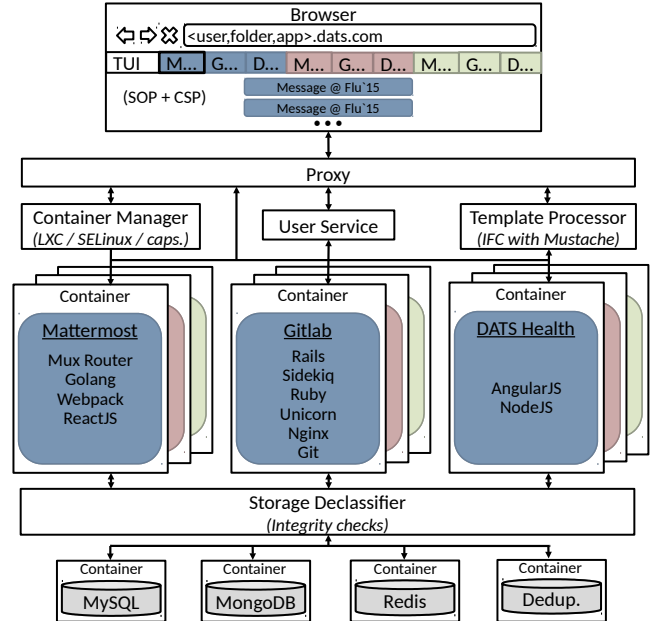 Browser
<user,folder,app>.dats.com
TUI M... G... D... M... G... D... M... G... D...
(SOP + CSP)
Message @ Flu`15
Message @ Flu`15
•••
Proxy
Container Manager
(LXC / SELinux / caps.)
User Service
Template Processor
(IFC with Mustache)
Container
Mattermost
Mux Router
Golang
Webpack
ReactJS
Container
Gitlab
Rails
Sidekiq
Ruby
Unicorn
Nginx
Git
Container
DATS Health
AngularJS
NodeJS
Storage Declassifier
(Integrity checks)
Container
MySQL
Container
MongoDB
Container
Redis
Container
Dedup.